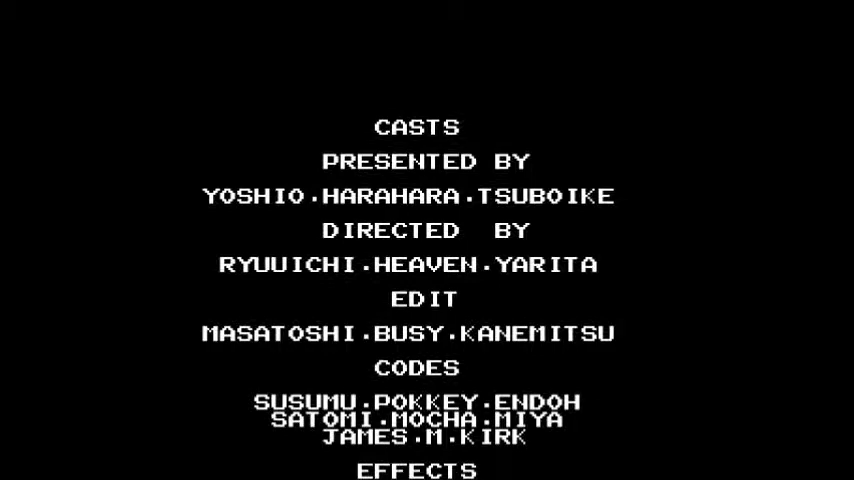 CASTS
PRESENTED BY
YOSHIO.HARAHARA.TSUBOIKE
DIRECTED  BY
RYUUICHI.HEAVEN.YARITA
EDIT
MASATOSHI.BUSY.KANEMITSU
CODES
SUSUMU.POKKEY.ENDOH
SATOMI.MOCHA.MIYA
JAMES.M.KIRK
EFFECTS